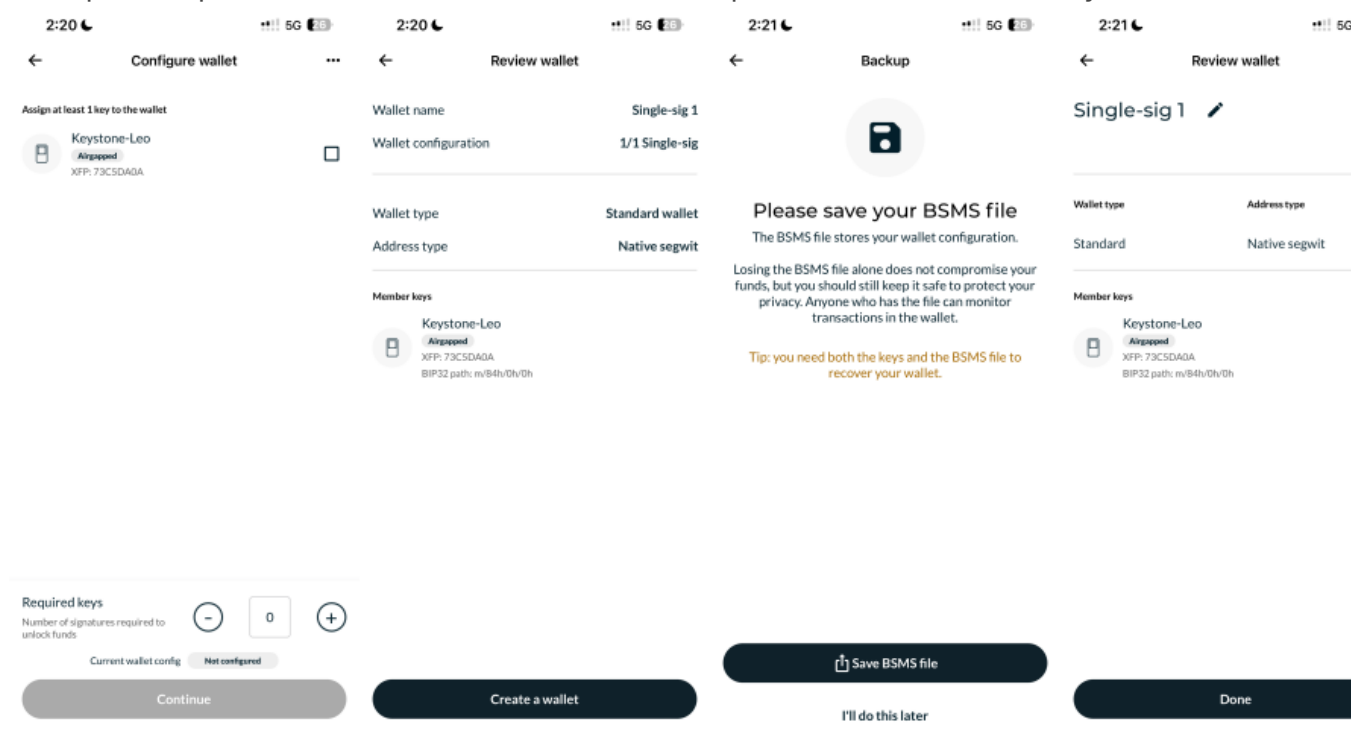 2:20
5G 26
Configure wallet
Assign at least 1 key to the wallet
Keystone-Leo
Airgapped
XFP: 73C5DA0A
Required keys
Number of signatures required to
unlock funds
-
0
+
Current wallet config Not configured
Continue
2:20
5G 26
Review wallet
Wallet name Single-sig 1
Wallet configuration 1/1 Single-sig
Wallet type Standard wallet
Address type Native segwit
Member keys
Keystone-Leo
Airgapped
XFP: 73C5DA0A
BIP32 path: m/84h/0h/0h
Create a wallet
2:21
5G 26
Backup
Please save your BSMS file
The BSMS file stores your wallet configuration.
Losing the BSMS file alone does not compromise your
funds, but you should still keep it safe to protect your
privacy. Anyone who has the file can monitor
transactions in the wallet.
Tip: you need both the keys and the BSMS file to
recover your wallet.
Save BSMS file
I'll do this later
2:21
5G
Review wallet
Single-sig 1
Wallet type Address type
Standard Native segwit
Member keys
Keystone-Leo
Airgapped
XFP: 73C5DA0A
BIP32 path: m/84h/0h/0h
Done